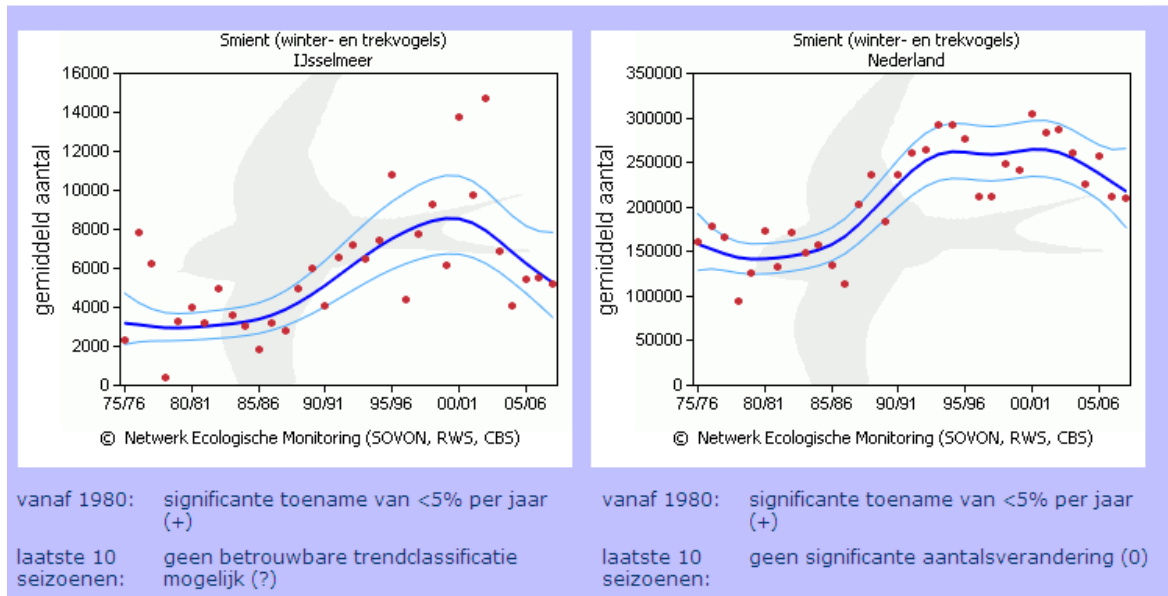 Smient (winter- en trekvogels)
IJsselmeer
gemiddeld aantal
16000
14000
12000
10000
8000
6000
4000
2000
0
75/76 80/81 85/86 90/91 95/96 00/01 05/06
© Netwerk Ecologische Monitoring (SOVON, RWS, CBS)
vanaf 1980: significante toename van <5% per jaar
(+)
laatste 10 geen betrouwbare trendclassificatie
seizoenen: mogelijk (?)
Smient (winter- en trekvogels)
Nederland
gemiddeld aantal
350000
300000
250000
200000
150000
100000
50000
0
75/76 80/81 85/86 90/91 95/96 00/01 05/06
© Netwerk Ecologische Monitoring (SOVON, RWS, CBS)
vanaf 1980: significante toename van <5% per jaar
(+)
laatste 10 geen significante aantalsverandering (0)
seizoenen: